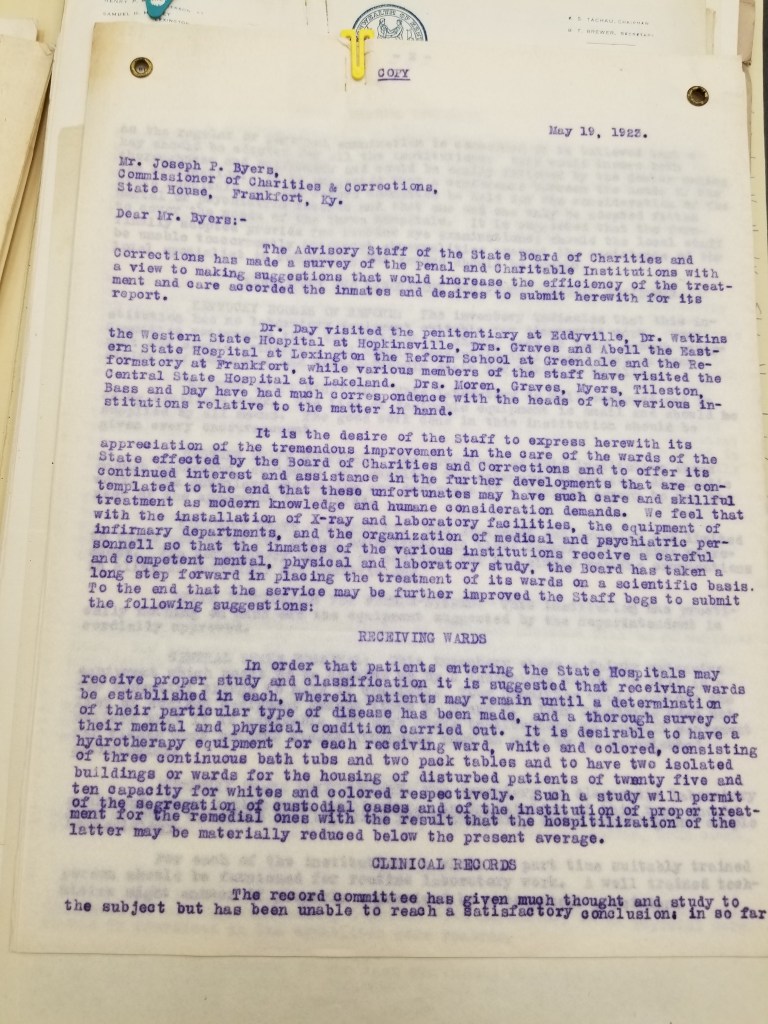 SAMUEL
A. S. TACHAU, CHAIRMAN
BREWER, SECRETARY
COPY
May 19, 1923.
Mr. Joseph P. Byers,
Commissioner of Charities & Corrections,
State House, Frankfort, Ky.
Dear Mr. Byers:-
The Advisory Staff of the State Board of Charities and
Corrections has made a survey of the Penal and Charitable Institutions with
a view to making suggestions that would increase the efficiency of the treat-
ment and care accorded the inmates and desires to submit herewith for its
report.
Dr. Day visited the penitentiary at Eddyville, Dr. Watkins
the Western State Hospital at Hopkinsville, Drs. Graves and Abell the East-
ern State Hospital at Lexington the Reform School at Greendale and the Re-
formatory at Frankfort, while various members of the staff have visited the
Central State Hospital at Lakeland. Drs. Moren, Graves, Myers, Tileston,
Bass and Day have had much correspondence with the heads of the various in-
stitutions relative to the matter in hand.
It is the desire of the Staff to express herewith its
appreciation of the tremendous improvement in the care of the wards of the
State effected by the Board of Charities and Corrections and to offer its
continued interest and assistance in the further developments that are con-
templated to the end that these unfortunates may have such care and skillful
treatment as modern knowledge and humane consideration demands. We feel that
with the installation of X-ray and laboratory facilities, the equipment of
infirmary departments, and the organization of medical and psychiatric per-
sonnell so that the inmates of the various institutions receive a careful
and competent mental, physical and laboratory study, the Board has taken a
long step forward in placing the treatment of its wards on a scientific basis.
To the end that the service may be further improved the Staff begs to submit
the following suggestions:
RECEIVING WARDS
In order that patients entering the State Hospitals may
receive proper study and classification it is suggested that receiving wards
be established in each, wherein patients may remain until a determination
of their particular type of disease has been made, and a thorough survey of
their mental and physical condition carried out. It is desirable to have a
hydrotherapy equipment for each receiving ward, white and colored, consisting
of three continuous bath tubs and two pack tables and to have two isolated
buildings or wards for the housing of disturbed patients of twenty five and
ten capacity for whites and colored respectively. Such a study will permit
of the segregation of custodial cases and of the institution of proper treat-
ment for the remedial ones with the result that the hospitilization of the
latter may be materially reduced below the present average.
CLINICAL RECORDS
The record committee has given much thought and study to
the subject but has been unable to reach a satisfactory conclusion: in so far